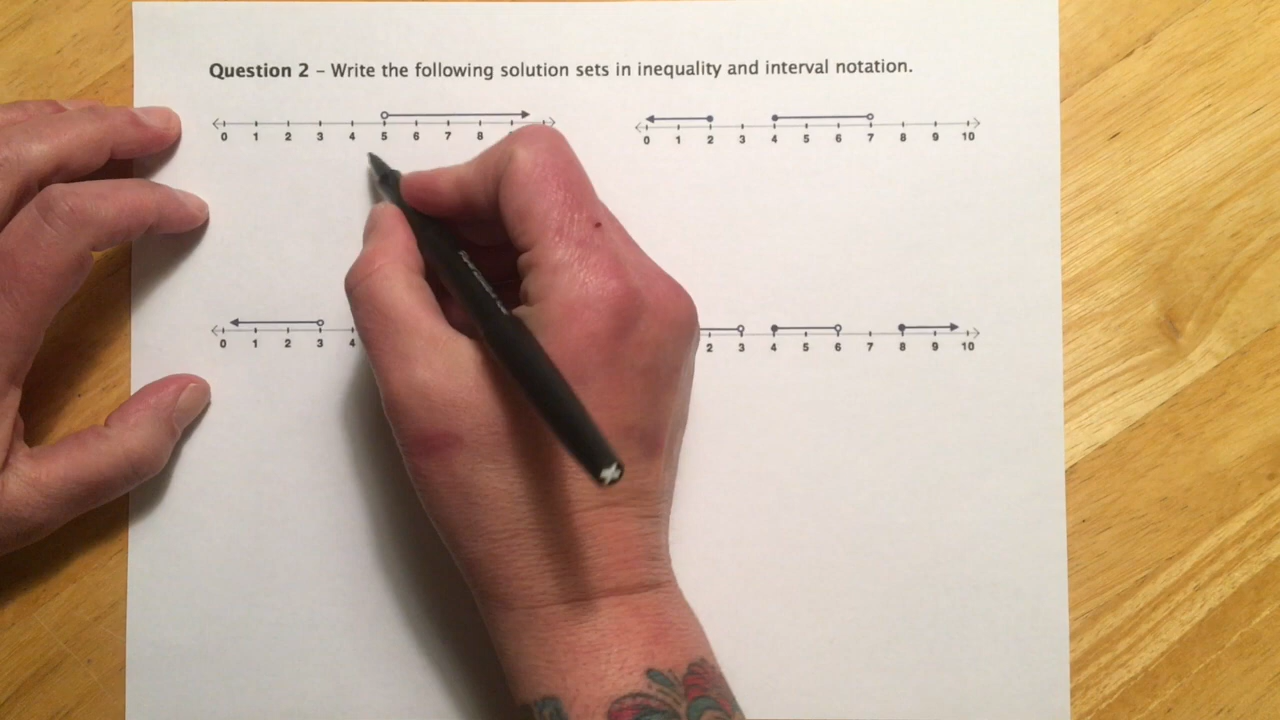 Question 2 – Write the following solution sets in inequality and interval notation.
0 1 2 3 4 5 6 7 8
0 1 2 3 4 5 6 7 8 9 10
0 1 2 3 4
2 3 4 5 6 7 8 9 10